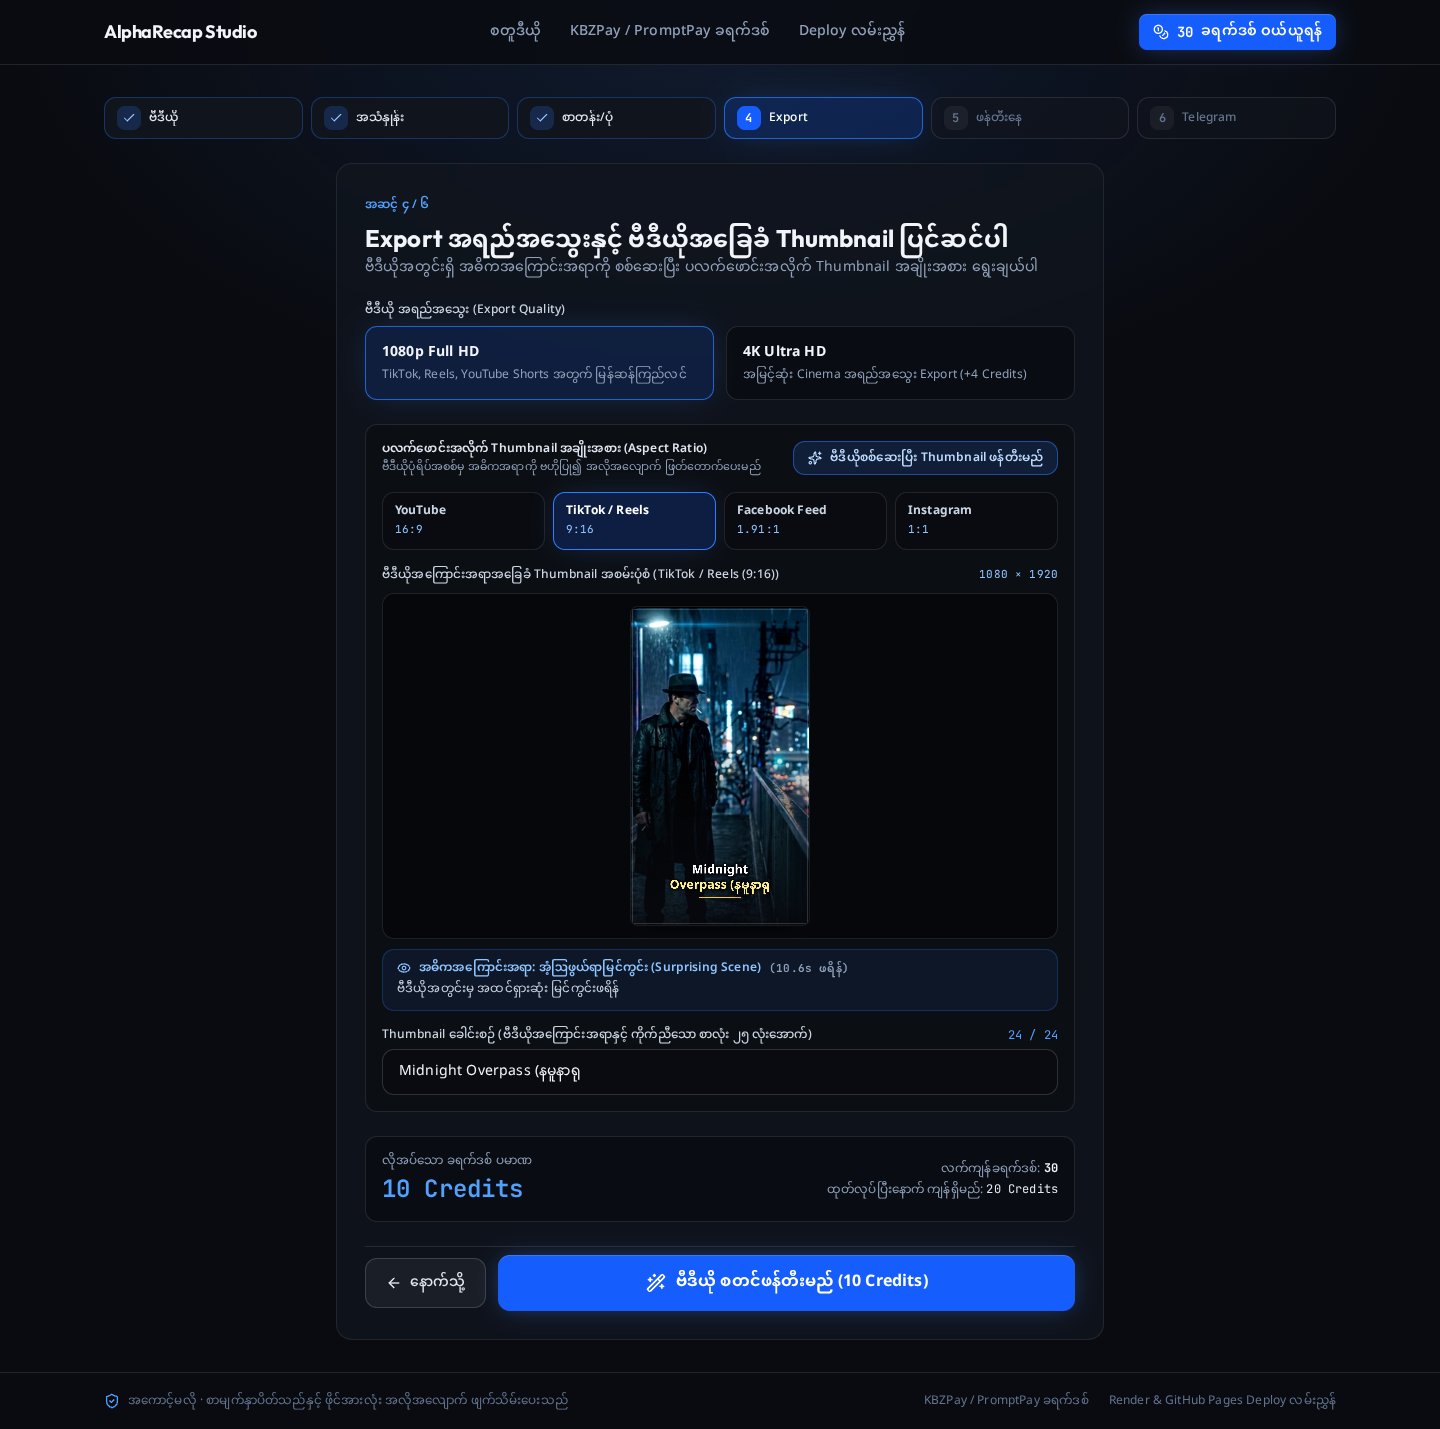 AlphaRecap Studio
စတူဒီယို
KBZPay / PromptPay ခရက်ဒစ်
Deploy လမ်းညွှန်
30 ခရက်ဒစ် ဝယ်ယူရန်
ဗီဒီယို
အသံနှုန်း
စာတန်း/ပုံ
4 Export
5 ဖန်တီးနေ
6 Telegram
အဆင့် ၄ / ၆
Export အရည်အသွေးနှင့် ဗီဒီယိုအခြေခံ Thumbnail ပြင်ဆင်ပါ
ဗီဒီယိုအတွင်းရှိ အဓိကအကြောင်းအရာကို စစ်ဆေးပြီး ပလက်ဖောင်းအလိုက် Thumbnail အချိုးအစား ရွေးချယ်ပါ
ဗီဒီယို အရည်အသွေး (Export Quality)
1080p Full HD
TikTok, Reels, YouTube Shorts အတွက် မြန်ဆန်ကြည်လင်
4K Ultra HD
အမြင့်ဆုံး Cinema အရည်အသွေး Export (+4 Credits)
ပလက်ဖောင်းအလိုက် Thumbnail အချိုးအစား (Aspect Ratio)
ဗီဒီယိုပုံရိပ်အစစ်မှ အဓိကအရာကို ဗဟိုပြု၍ အလိုအလျောက် ဖြတ်တောက်ပေးမည်
ဗီဒီယိုစစ်ဆေးပြီး Thumbnail ဖန်တီးမည်
YouTube
16:9
TikTok / Reels
9:16
Facebook Feed
1.91:1
Instagram
1:1
ဗီဒီယိုအကြောင်းအရာအခြေခံ Thumbnail အစမ်းပုံစံ (TikTok / Reels (9:16))
1080 × 1920
Midnight
Overpass (နမူနာရု
အဓိကအကြောင်းအရာ: အံ့ဩဖွယ်ရာမြင်ကွင်း (Surprising Scene) (10.6s ဖရိန်)
ဗီဒီယိုအတွင်းမှ အထင်ရှားဆုံး မြင်ကွင်းဖရိန်
Thumbnail ခေါင်းစဉ် (ဗီဒီယိုအကြောင်းအရာနှင့် ကိုက်ညီသော စာလုံး ၂၅ လုံးအောက်)
24 / 24
Midnight Overpass (နမူနာရု
လိုအပ်သော ခရက်ဒစ် ပမာဏ
10 Credits
လက်ကျန်ခရက်ဒစ်: 30
ထုတ်လုပ်ပြီးနောက် ကျန်ရှိမည်: 20 Credits
နောက်သို့
ဗီဒီယို စတင်ဖန်တီးမည် (10 Credits)
အကောင့်မလို · စာမျက်နှာပိတ်သည်နှင့် ဖိုင်အားလုံး အလိုအလျောက် ဖျက်သိမ်းပေးသည်
KBZPay / PromptPay ခရက်ဒစ်
Render & GitHub Pages Deploy လမ်းညွှန်